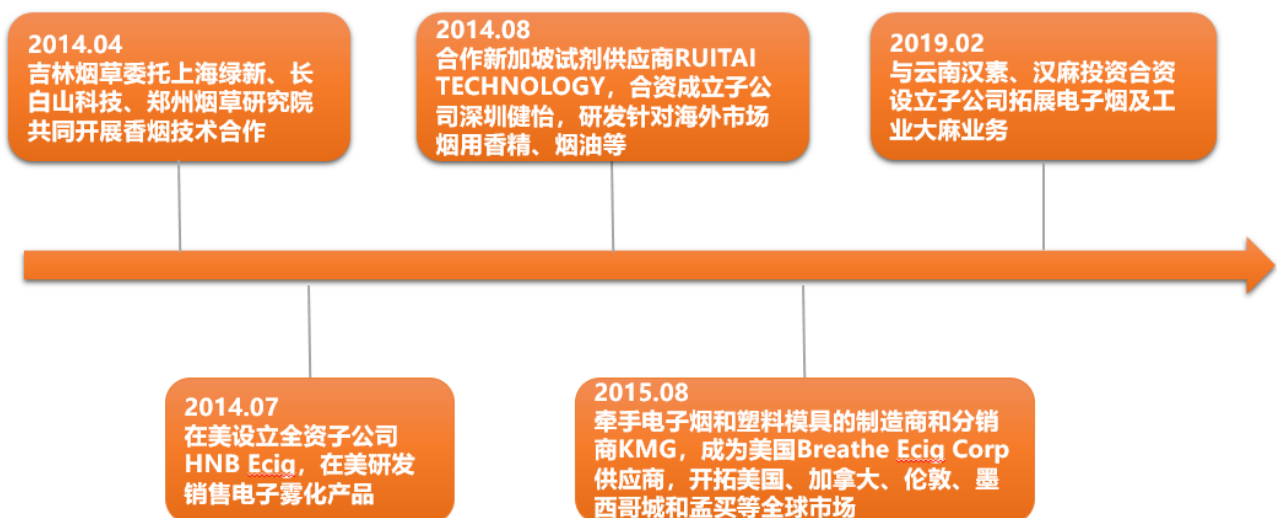 2014.04
吉林烟草委托上海绿新、长
白山科技、郑州烟草研究院
共同开展香烟技术合作
2014.08
合作新加坡试剂供应商RUITAI
TECHNOLOGY，合资成立子公
司深圳健怡，研发针对海外市场
烟用香精、烟油等
2019.02
与云南汉素、汉麻投资合资
设立子公司拓展电子烟及工
业大麻业务
2014.07
在美设立全资子公司
HNB Ecig，在美研发
销售电子雾化产品
2015.08
牵手电子烟和塑料模具的制造商和分销
商KMG，成为美国Breathe Ecig Corp
供应商，开拓美国、加拿大、伦敦、墨
西哥城和孟买等全球市场